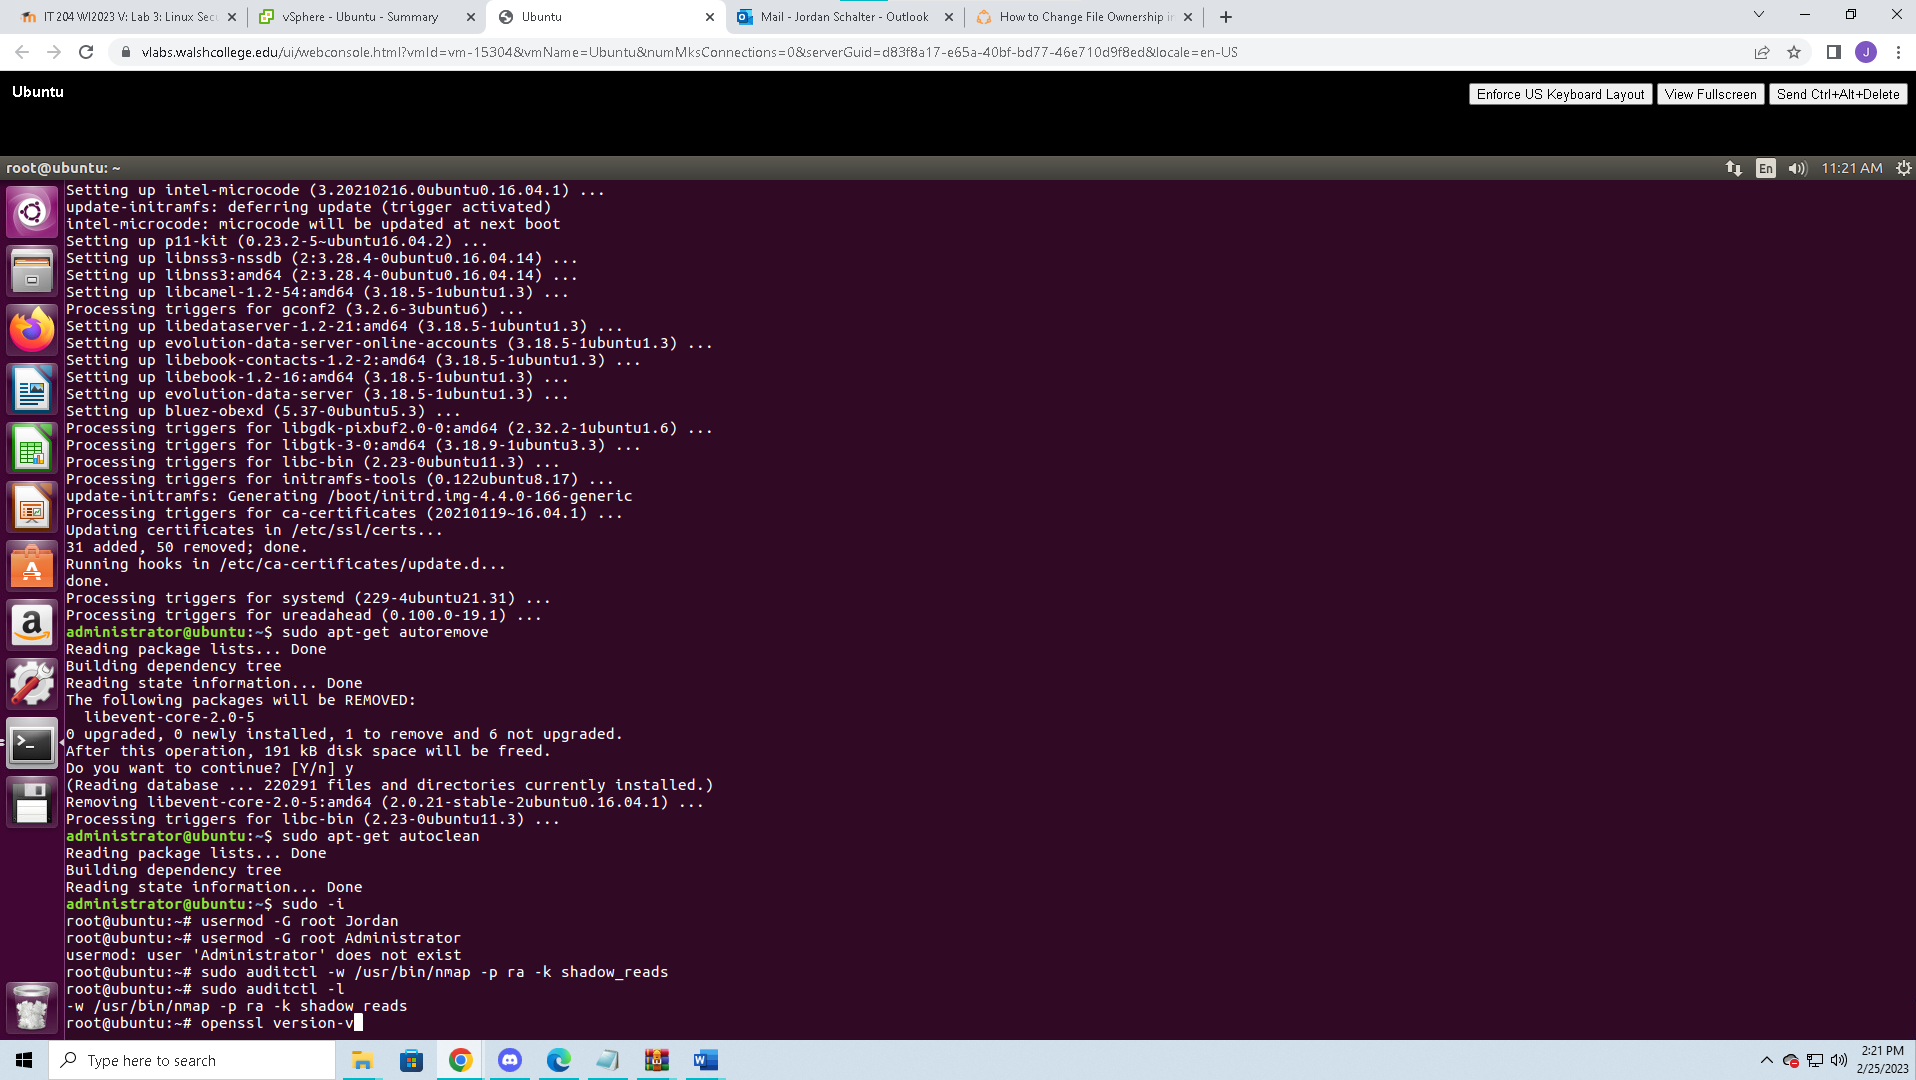 IT 204 WI2023 V: Lab 3: Linux Secu
vSphere - Ubuntu - Summary
Ubuntu
Mail - Jordan Schalter - Outlook
How to Change File Ownership in
vlabs.walshcollege.edu/ui/webconsole.html?vmId=vm-15304&vmName=Ubuntu&numMksConnections=0&serverGuid=d83f8a17-e65a-40bf-bd77-46e710d9f8ed&locale=en-US
J
Ubuntu
Enforce US Keyboard Layout
View Fullscreen
Send Ctrl+Alt+Delete
root@ubuntu: ~
En
11:21 AM
Setting up intel-microcode (3.20210216.0ubuntu0.16.04.1) ...
update-initramfs: deferring update (trigger activated)
intel-microcode: microcode will be updated at next boot
Setting up p11-kit (0.23.2-5~ubuntu16.04.2) ...
Setting up libnss3-nssdb (2:3.28.4-0ubuntu0.16.04.14) ...
Setting up libnss3:amd64 (2:3.28.4-0ubuntu0.16.04.14) ...
Setting up libcamel-1.2-54:amd64 (3.18.5-1ubuntu1.3) ...
Processing triggers for gconf2 (3.2.6-3ubuntu6) ...
Setting up libedataserver-1.2-21:amd64 (3.18.5-1ubuntu1.3) ...
Setting up evolution-data-server-online-accounts (3.18.5-1ubuntu1.3) ...
Setting up libebook-contacts-1.2-2:amd64 (3.18.5-1ubuntu1.3) ...
Setting up libebook-1.2-16:amd64 (3.18.5-1ubuntu1.3) ...
Setting up evolution-data-server (3.18.5-1ubuntu1.3) ...
Setting up bluez-obexd (5.37-0ubuntu5.3) ...
Processing triggers for libgdk-pixbuf2.0-0:amd64 (2.32.2-1ubuntu1.6) ...
Processing triggers for libgtk-3-0:amd64 (3.18.9-1ubuntu3.3) ...
Processing triggers for libc-bin (2.23-0ubuntu11.3) ...
Processing triggers for initramfs-tools (0.122ubuntu8.17) ...
update-initramfs: Generating /boot/initrd.img-4.4.0-166-generic
Processing triggers for ca-certificates (20210119~16.04.1) ...
Updating certificates in /etc/ssl/certs...
31 added, 50 removed; done.
Running hooks in /etc/ca-certificates/update.d...
done.
Processing triggers for systemd (229-4ubuntu21.31) ...
Processing triggers for ureadahead (0.100.0-19.1) ...
administrator@ubuntu:~$ sudo apt-get autoremove
Reading package lists... Done
Building dependency tree
Reading state information... Done
The following packages will be REMOVED:
libevent-core-2.0-5
0 upgraded, 0 newly installed, 1 to remove and 6 not upgraded.
After this operation, 191 kB disk space will be freed.
Do you want to continue? [Y/n] y
(Reading database ... 220291 files and directories currently installed.)
Removing libevent-core-2.0-5:amd64 (2.0.21-stable-2ubuntu0.16.04.1) ...
Processing triggers for libc-bin (2.23-0ubuntu11.3) ...
administrator@ubuntu:~$ sudo apt-get autoclean
Reading package lists... Done
Building dependency tree
Reading state information... Done
administrator@ubuntu:~$ sudo -i
root@ubuntu:~# usermod -G root Jordan
root@ubuntu:~# usermod -G root Administrator
usermod: user 'Administrator' does not exist
root@ubuntu:~# sudo auditctl -w /usr/bin/nmap -p ra -k shadow_reads
root@ubuntu:~# sudo auditctl -l
-w /usr/bin/nmap -p ra -k shadow_reads
root@ubuntu:~# openssl version-v
Type here to search
2:21 PM
2/25/2023